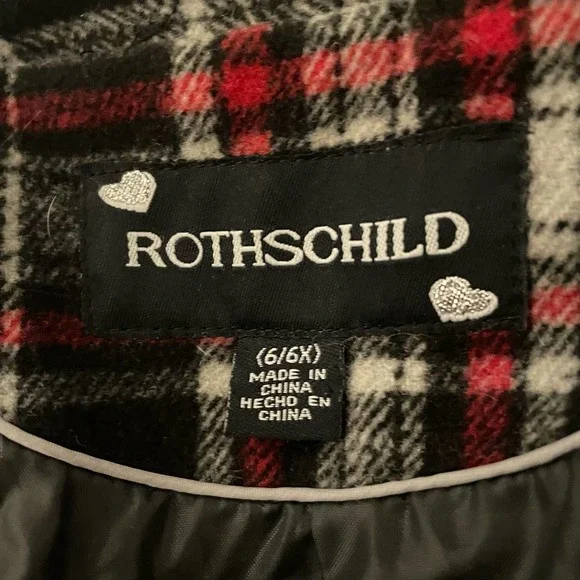 ROTHSCHILD
(6/6X)
MADE IN
CHINA
HECHO EN
CHINA